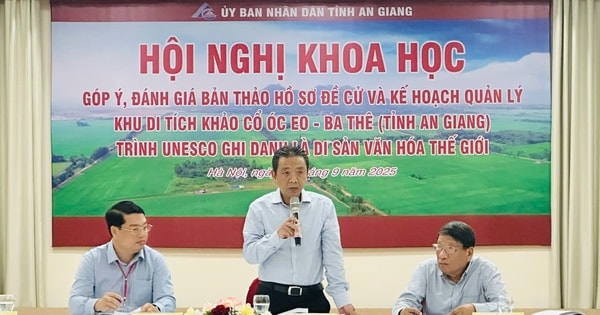 ỦY BAN NHÂN DÂN TỈNH AN GIANG
HỘI NGHỊ KHOA HỌC
GÓP Ý, ĐÁNH GIÁ BẢN THẢO HỒ SƠ ĐỀ CỬ VÀ KẾ HOẠCH QUẢN LÝ
KHU DI TÍCH KHẢO CỔ ÓC EO - BA THÊ (TỈNH AN GIANG)
TRÌNH UNESCO GHI DANH LÀ DI SẢN VĂN HÓA THẾ GIỚI
Hà Nội, 9 năm 2025